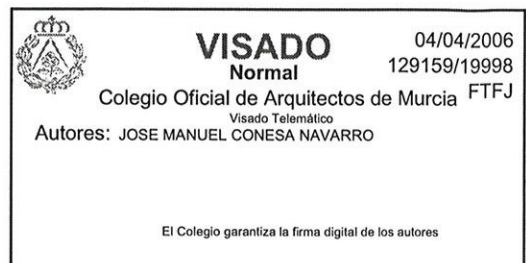 VISADO
04/04/2006
Normal
129159/19998
Colegio Oficial de Arquitectos de Murcia
FTFJ
Visado Telemático
Autores: JOSE MANUEL CONESA NAVARRO
El Colegio garantiza la firma digital de los autores